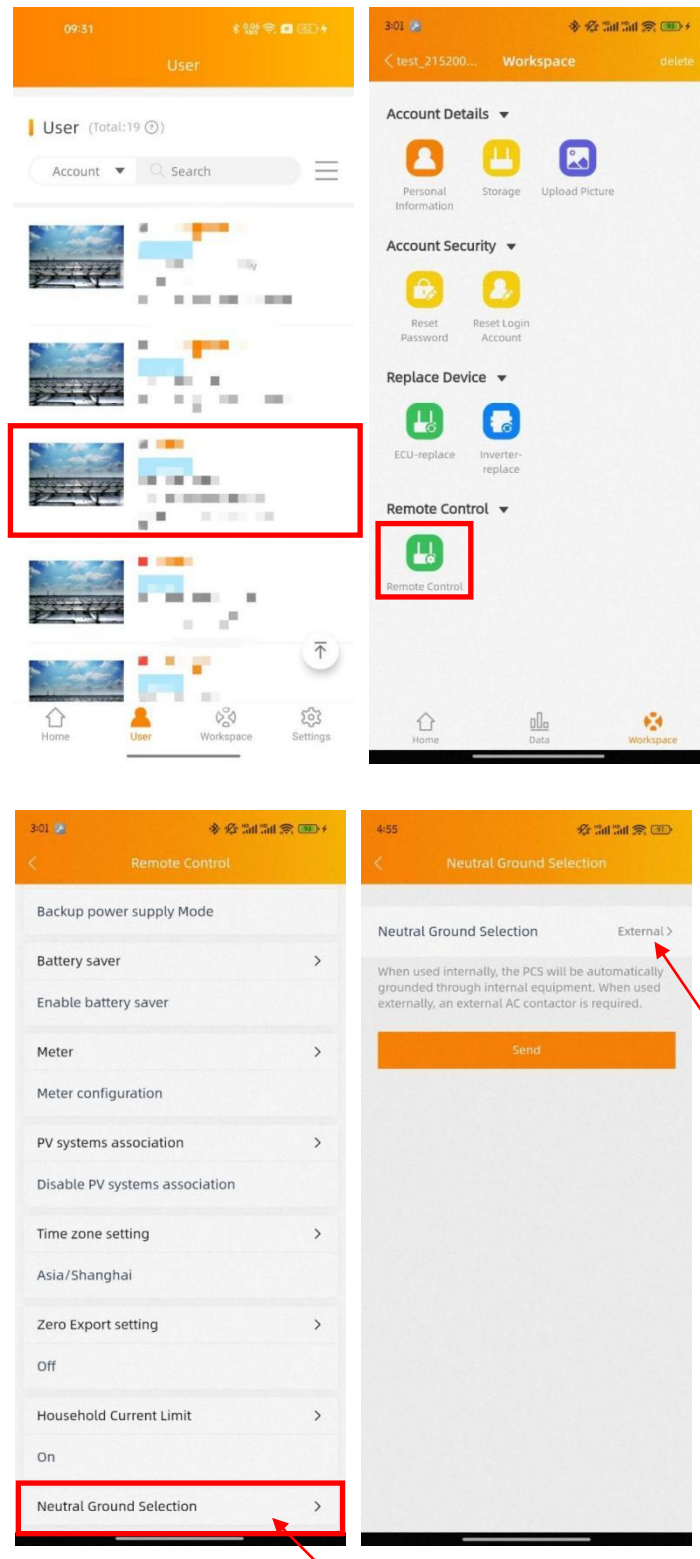 09:31
User
User (Total:19 ?)
Account ▼ Search
Home
User
Workspace
Settings
3:01
< test_215200...
Workspace
delete
Account Details ▼
Personal Information
Storage
Upload Picture
Account Security ▼
Reset Password
Reset Login Account
Replace Device ▼
ECU-replace
Inverter-replace
Remote Control ▼
Remote Control
Home
Data
Workspace
3:01
Remote Control
Backup power supply Mode
Battery saver
Enable battery saver
Meter
Meter configuration
PV systems association
Disable PV systems association
Time zone setting
Asia/Shanghai
Zero Export setting
Off
Household Current Limit
On
Neutral Ground Selection
4:55
Neutral Ground Selection
Neutral Ground Selection External
When used internally, the PCS will be automatically
grounded through internal equipment. When used
externally, an external AC contactor is required.
Send